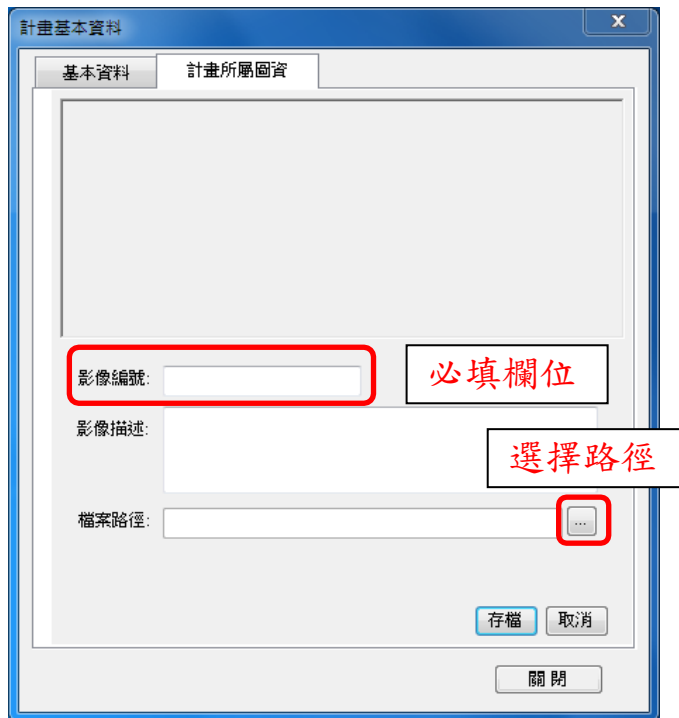 計畫基本資料
x
基本資料 計畫所屬圖資
影像編號: 必填欄位
影像描述:
選擇路徑
檔案路徑: ...
存檔 取消
關閉